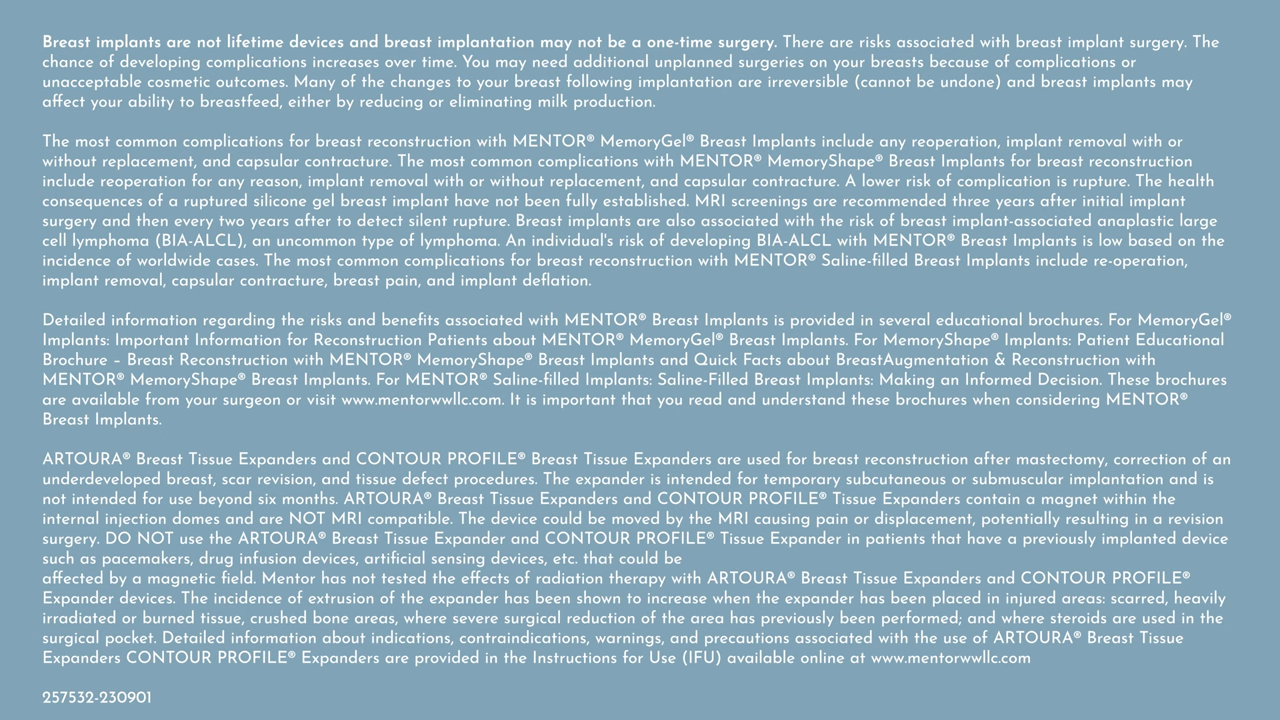 Breast implants are not lifetime devices and breast implantation may not be a one-time surgery. There are risks associated with breast implant surgery. The
chance of developing complications increases over time. You may need additional unplanned surgeries on your breasts because of complications or
unacceptable cosmetic outcomes. Many of the changes to your breast following implantation are irreversible (cannot be undone) and breast implants may
affect your ability to breastfeed, either by reducing or eliminating milk production.
The most common complications for breast reconstruction with MENTOR® MemoryGel® Breast Implants include any reoperation, implant removal with or
without replacement, and capsular contracture. The most common complications with MENTOR® MemoryShape® Breast Implants for breast reconstruction
include reoperation for any reason, implant removal with or without replacement, and capsular contracture. A lower risk of complication is rupture. The health
consequences of a ruptured silicone gel breast implant have not been fully established. MRI screenings are recommended three years after initial implant
surgery and then every two years after to detect silent rupture. Breast implants are also associated with the risk of breast implant-associated anaplastic large
cell lymphoma (BIA-ALCL), an uncommon type of lymphoma. An individual's risk of developing BIA-ALCL with MENTOR® Breast Implants is low based on the
incidence of worldwide cases. The most common complications for breast reconstruction with MENTOR® Saline-filled Breast Implants include re-operation,
implant removal, capsular contracture, breast pain, and implant deflation.
Detailed information regarding the risks and benefits associated with MENTOR® Breast Implants is provided in several educational brochures. For MemoryGel®
Implants: Important Information for Reconstruction Patients about MENTOR® MemoryGel® Breast Implants. For MemoryShape® Implants: Patient Educational
Brochure – Breast Reconstruction with MENTOR® MemoryShape® Breast Implants and Quick Facts about BreastAugmentation & Reconstruction with
MENTOR® MemoryShape® Breast Implants. For MENTOR® Saline-filled Implants: Saline-Filled Breast Implants: Making an Informed Decision. These brochures
are available from your surgeon or visit www.mentorwwllc.com. It is important that you read and understand these brochures when considering MENTOR®
Breast Implants.
ARTOURA® Breast Tissue Expanders and CONTOUR PROFILE® Breast Tissue Expanders are used for breast reconstruction after mastectomy, correction of an
underdeveloped breast, scar revision, and tissue defect procedures. The expander is intended for temporary subcutaneous or submuscular implantation and is
not intended for use beyond six months. ARTOURA® Breast Tissue Expanders and CONTOUR PROFILE® Tissue Expanders contain a magnet within the
internal injection domes and are NOT MRI compatible. The device could be moved by the MRI causing pain or displacement, potentially resulting in a revision
surgery. DO NOT use the ARTOURA® Breast Tissue Expander and CONTOUR PROFILE® Tissue Expander in patients that have a previously implanted device
such as pacemakers, drug infusion devices, artificial sensing devices, etc. that could be
affected by a magnetic field. Mentor has not tested the effects of radiation therapy with ARTOURA® Breast Tissue Expanders and CONTOUR PROFILE®
Expander devices. The incidence of extrusion of the expander has been shown to increase when the expander has been placed in injured areas: scarred, heavily
irradiated or burned tissue, crushed bone areas, where severe surgical reduction of the area has previously been performed; and where steroids are used in the
surgical pocket. Detailed information about indications, contraindications, warnings, and precautions associated with the use of ARTOURA® Breast Tissue
Expanders CONTOUR PROFILE® Expanders are provided in the Instructions for Use (IFU) available online at www.mentorwwllc.com
257532-230901